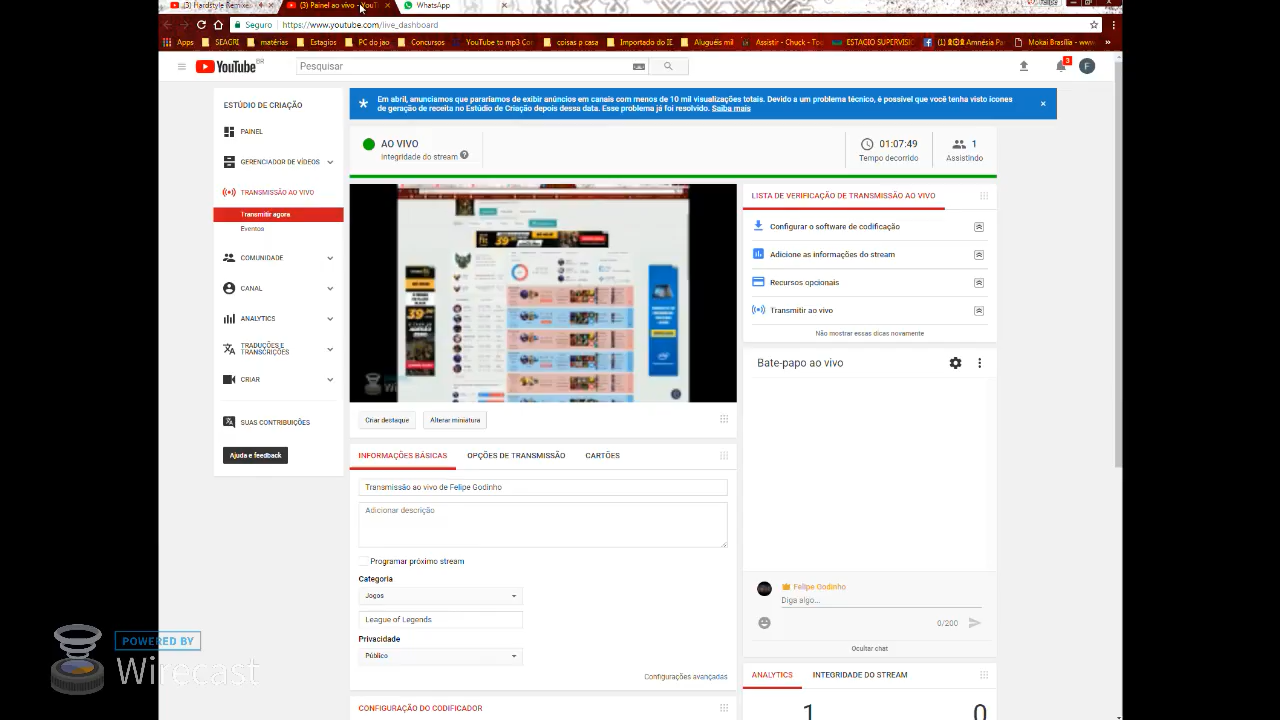 (3) Hardstyle Remixes
(3) Painel ao vivo - YouT
WhatsApp
Felipe
Seguro
https://www.youtube.com/live_dashboard
Apps
SEAGRI
matérias
Estagios
PC do jao
Concursos
YouTube to mp3 Co
coisas p casa
Importado do IE
Aluguéis mil
Assistir - Chuck - To
ESTAGIO SUPERVISI
Amnésia Pa
Mokai Brasília - www
»
YouTube BR
Pesquisar
3
F
ESTÚDIO DE CRIAÇÃO
PAINEL
GERENCIADOR DE VÍDEOS
TRANSMISSÃO AO VIVO
Transmitir agora
Eventos
COMUNIDADE
CANAL
ANALYTICS
TRADUÇÕES E
TRANSCRIÇÕES
CRIAR
SUAS CONTRIBUIÇÕES
Ajuda e feedback
Em abril, anunciamos que pararíamos de exibir anúncios em canais com menos de 10 mil visualizações totais. Devido a um problema técnico, é possível que você tenha visto ícones
de geração de receita no Estúdio de Criação depois dessa data. Esse problema já foi resolvido. Saiba mais
AO VIVO
Integridade do stream
01:07:49
Tempo decorrido
1
Assistindo
Criar destaque
Alterar miniatura
INFORMAÇÕES BÁSICAS
OPÇÕES DE TRANSMISSÃO
CARTÕES
Transmissão ao vivo de Felipe Godinho
Adicionar descrição
Programar próximo stream
Categoria
Jogos
League of Legends
Privacidade
Público
Configurações avançadas
CONFIGURAÇÃO DO CODIFICADOR
LISTA DE VERIFICAÇÃO DE TRANSMISSÃO AO VIVO
Configurar o software de codificação
Adicione as informações do stream
Recursos opcionais
Transmitir ao vivo
Não mostrar essas dicas novamente
Bate-papo ao vivo
Felipe Godinho
Diga algo...
0/200
Ocultar chat
ANALYTICS
INTEGRIDADE DO STREAM
1
0
POWERED BY
Wirecast